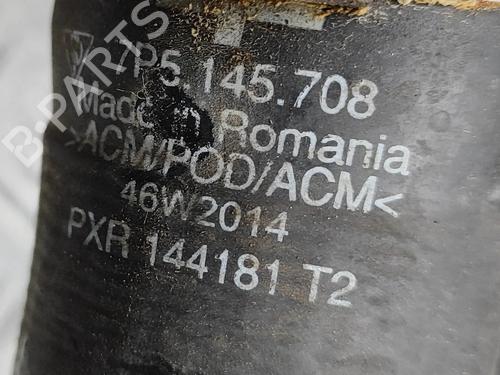 7P5.145.708
Made in Romania
>ACM/POD/ACM<
46W2014
PXR 144181 T2
B-PARTS